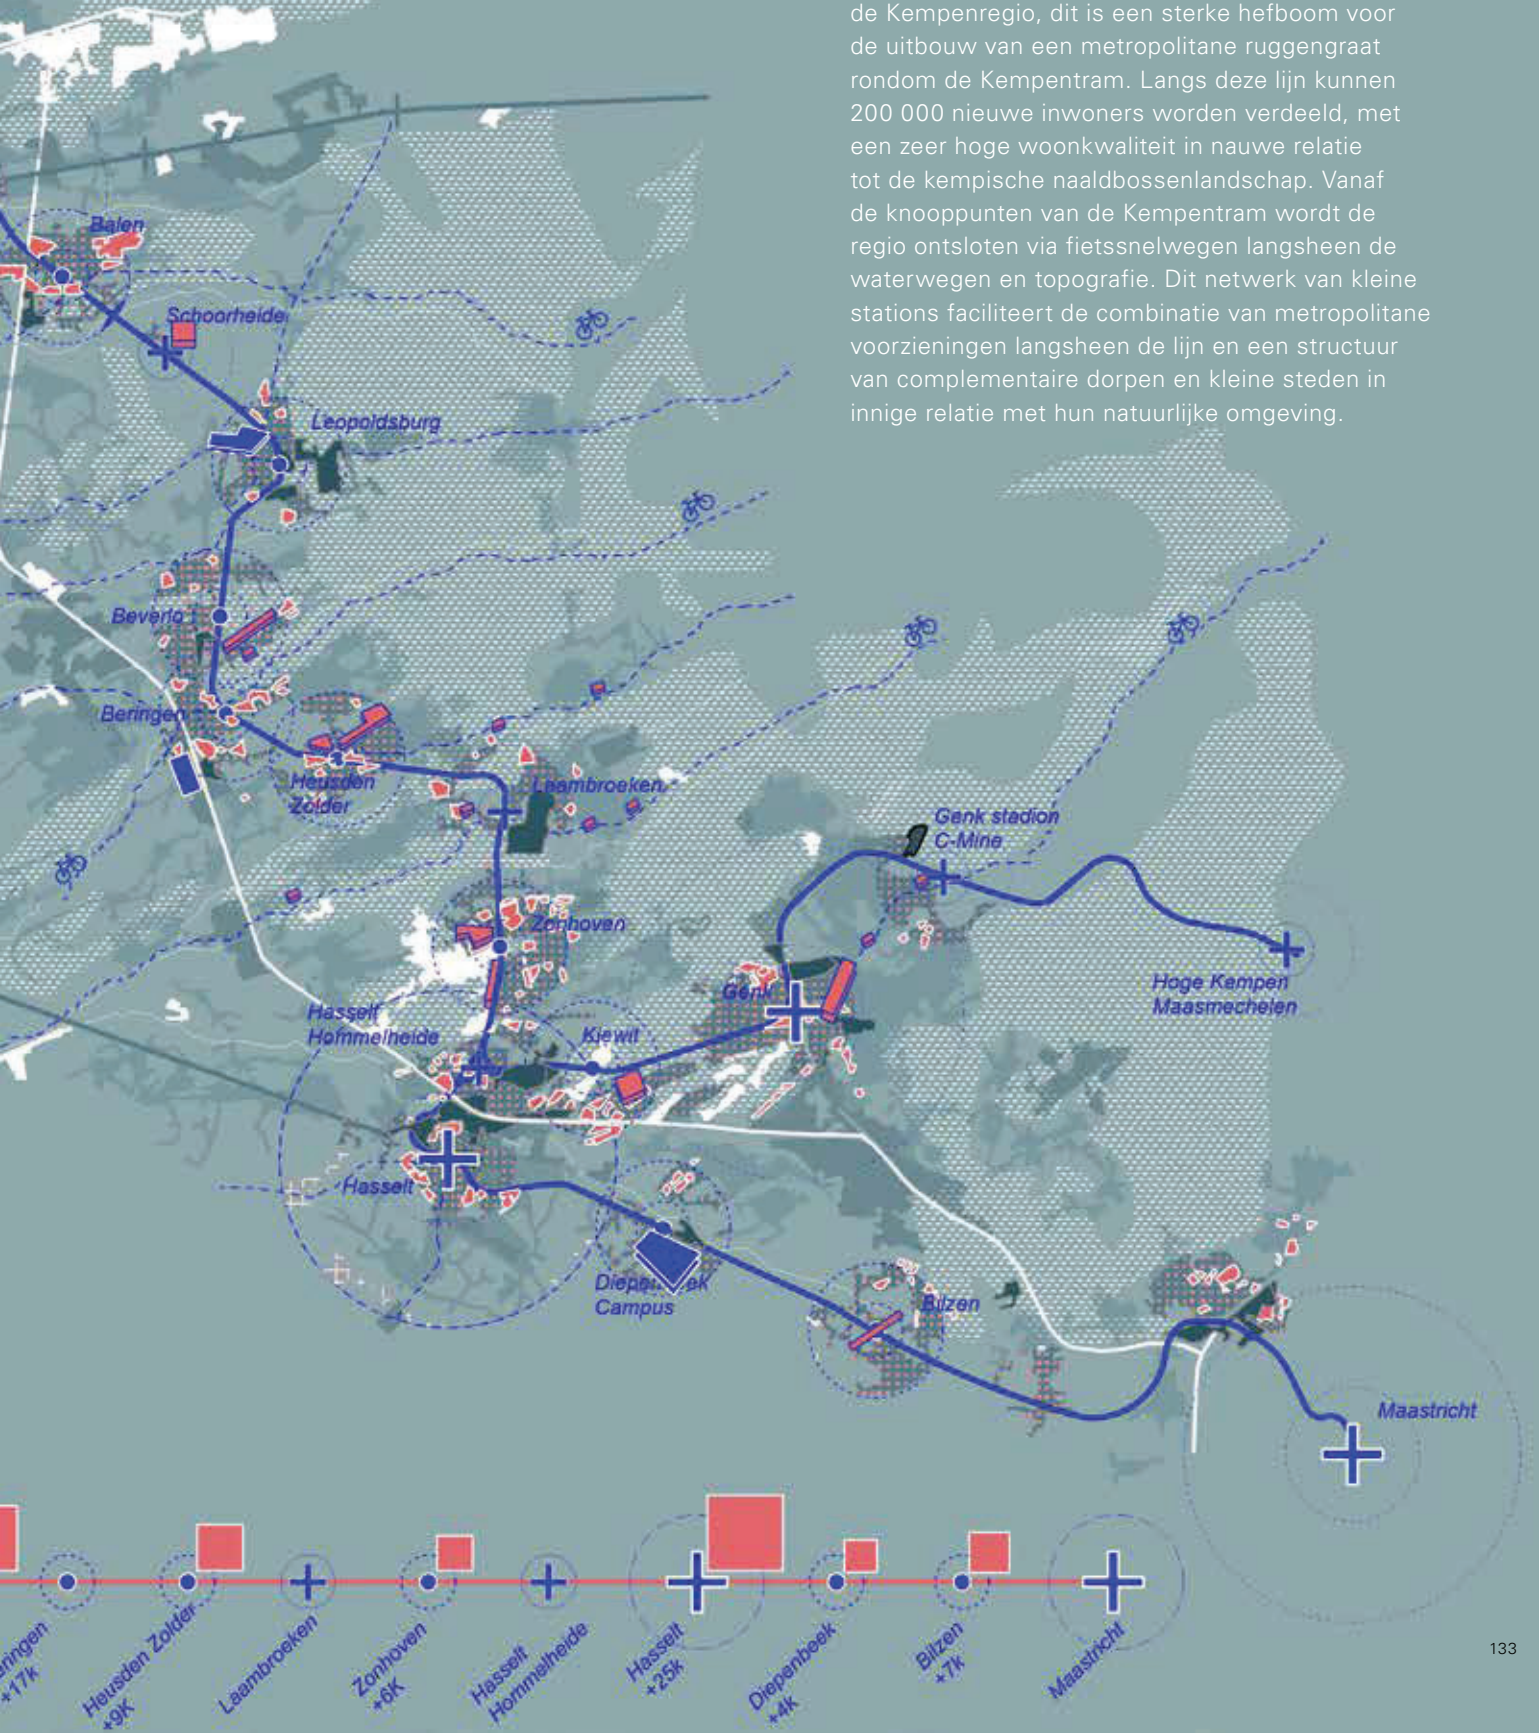 de Kempenregio, dit is een sterke hefboom voor
de uitbouw van een metropolitane ruggengraat
rondom de Kempentram. Langs deze lijn kunnen
200 000 nieuwe inwoners worden verdeeld, met
een zeer hoge woonkwaliteit in nauwe relatie
tot de kempische naaldbossenlandschap. Vanaf
de knooppunten van de Kempentram wordt de
regio ontsloten via fietssnelwegen langsheen de
waterwegen en topografie. Dit netwerk van kleine
stations faciliteert de combinatie van metropolitane
voorzieningen langsheen de lijn en een structuur
van complementaire dorpen en kleine steden in
innige relatie met hun natuurlijke omgeving.
Balen
Schoorheide
Leopoldsburg
Beverlo
Beringen
Heusden
Zolder
Laambroeken
Genk stadion
C-Mine
Zonhoven
Hoge Kempen
Maasmechelen
Genk
Hasselt
Hommelheide
Kiewit
Hasselt
Campus
Bilzen
Maastricht
+17k
Heusden Zolder
+9K
Laambroeken
Zonhoven
+6K
Hasselt
Hommelheide
Hasselt
+25k
Diepenbeek
+4k
Bilzen
+7k
Maastricht
133